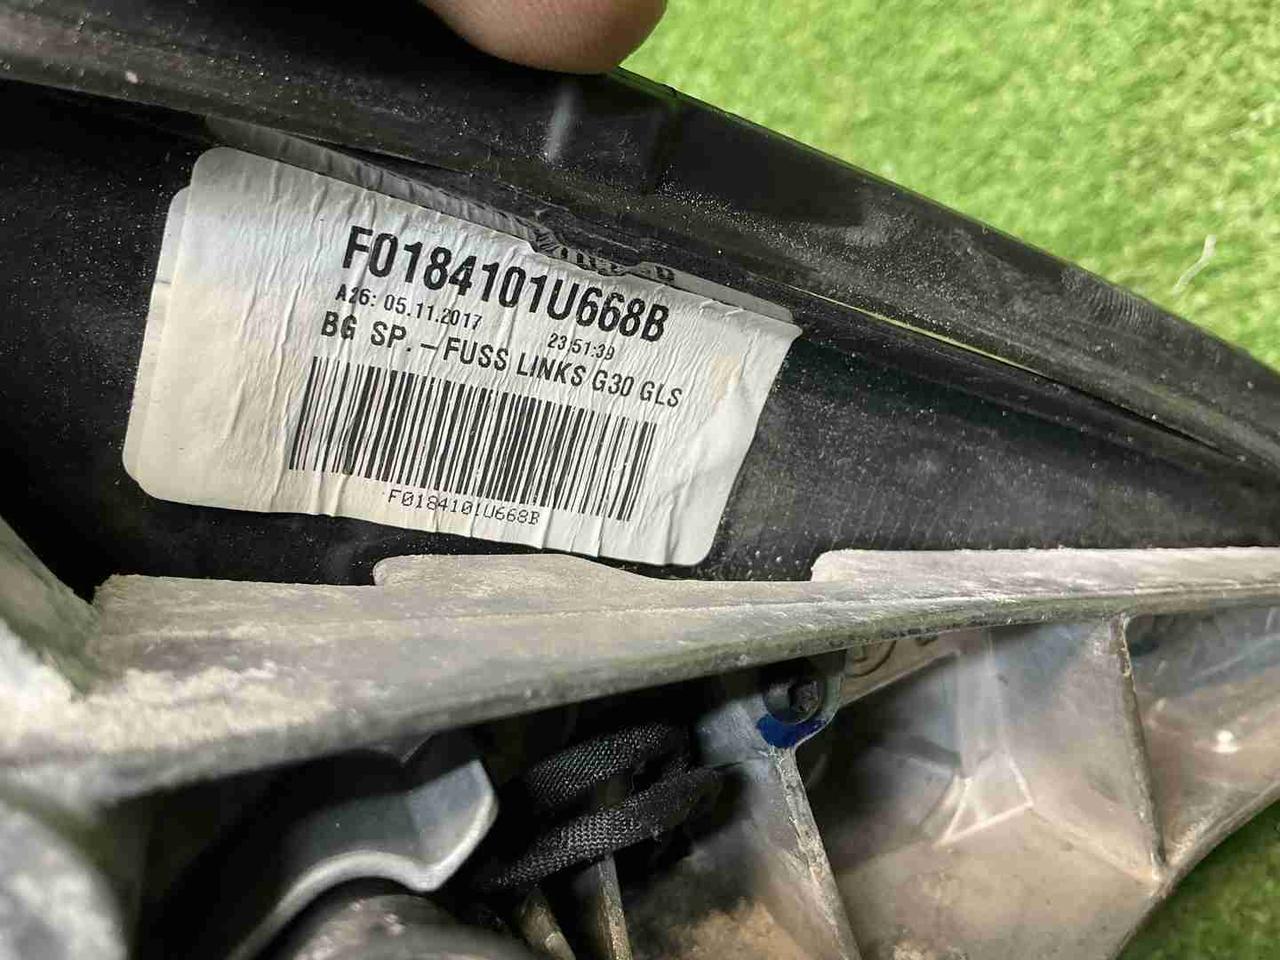 F0184101U668B
A26: 05.11.2017 23:51:39
BG SP. -FUSS LINKS G30 GLS
F0184101U668B